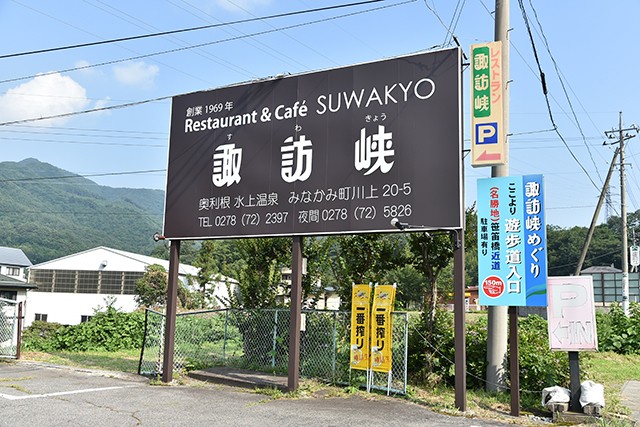 創業 1969 年
Restaurant & Café SUWAKYO
す わ きょう
諏訪峡
奥利根 水上温泉 みなかみ町川上 20-5
TEL 0278 (72) 2397 夜間 0278 (72) 5826
レストラン
諏訪峡
P
諏訪峡めぐり
ここより 遊歩道入口
(名勝地)笹笛橋近道
駐車場有り
150m
一番搾り
一番搾り
P
IN